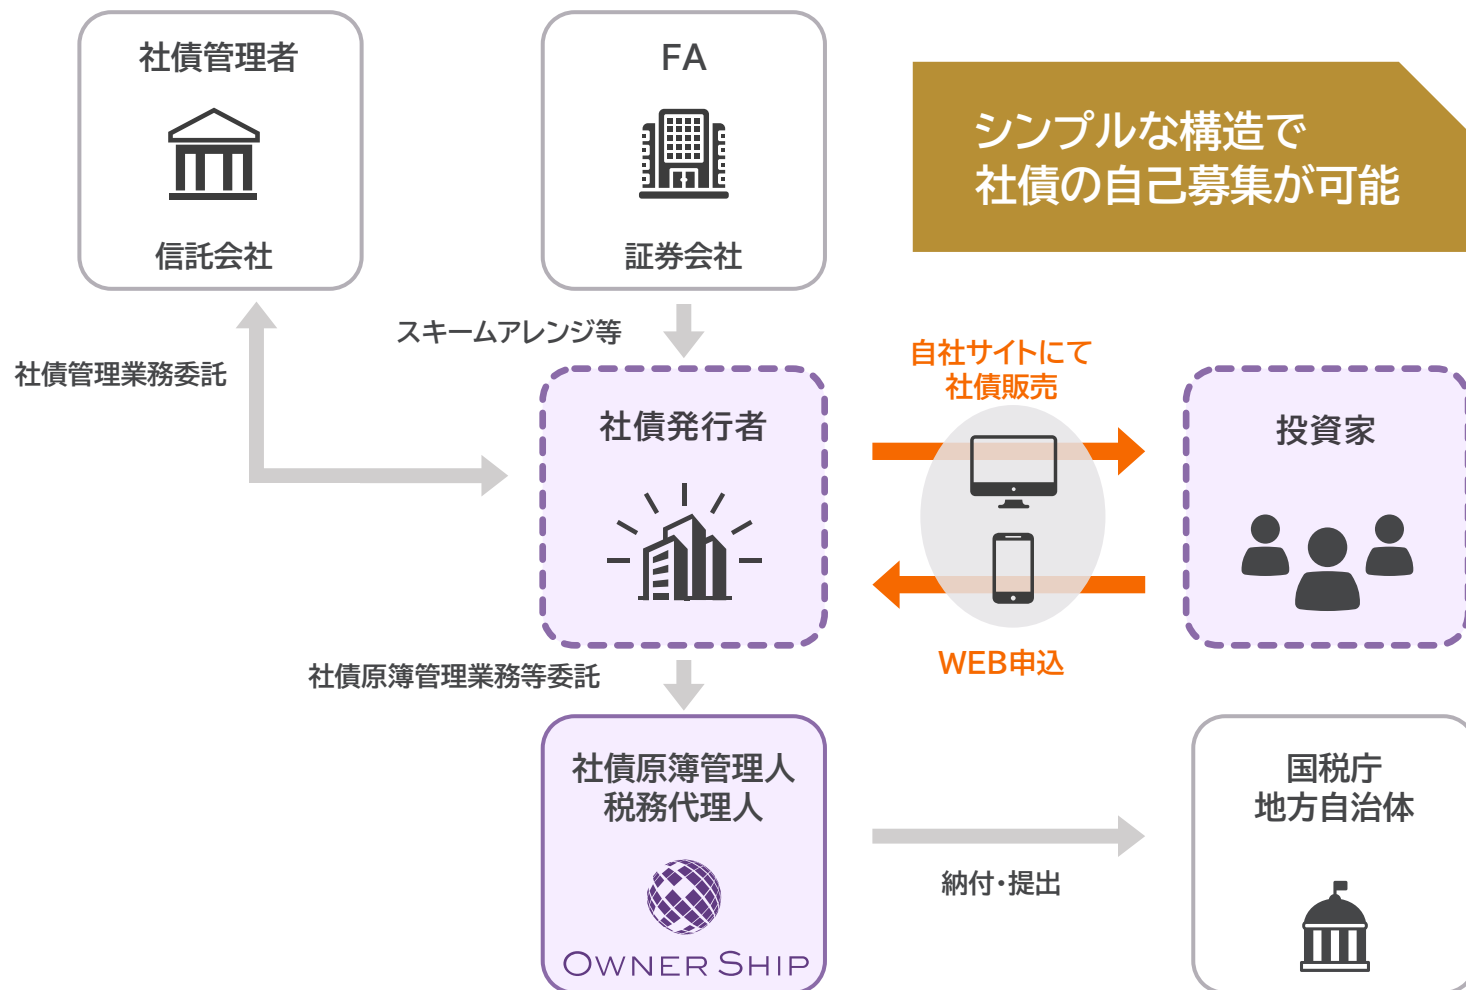 社債管理者
信託会社
FA
証券会社
シンプルな構造で
社債の自己募集が可能
スキームアレンジ等
社債管理業務委託
自社サイトにて
社債販売
社債発行者
投資家
WEB申込
社債原簿管理業務等委託
社債原簿管理人
税務代理人
OWNER SHIP
納付・提出
国税庁
地方自治体